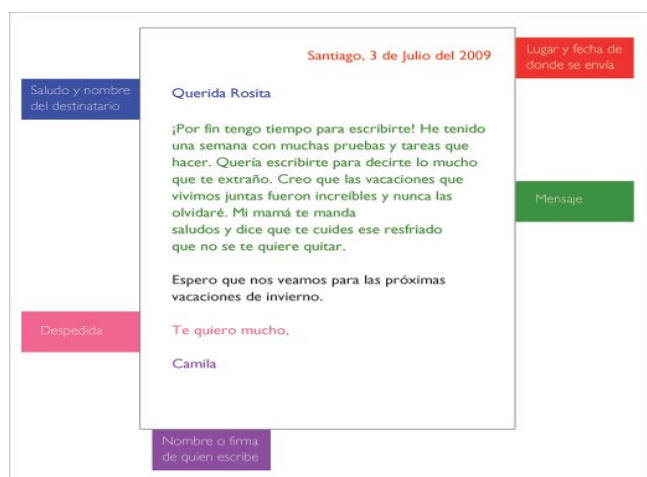 Santiago, 3 de Julio del 2009
Lugar y fecha de
donde se envía
Saludo y nombre
del destinatario
Querida Rosita
¡Por fin tengo tiempo para escribirte! He tenido
una semana con muchas pruebas y tareas que
hacer. Quería escribirte para decirte lo mucho
que te extraño. Creo que las vacaciones que
vivimos juntas fueron increíbles y nunca las
olvidaré. Mi mamá te manda
saludos y dice que te cuides ese resfriado
que no se te quiere quitar.
Mensaje
Espero que nos veamos para las próximas
vacaciones de invierno.
Despedida
Te quiero mucho,
Camila
Nombre o firma
de quien escribe